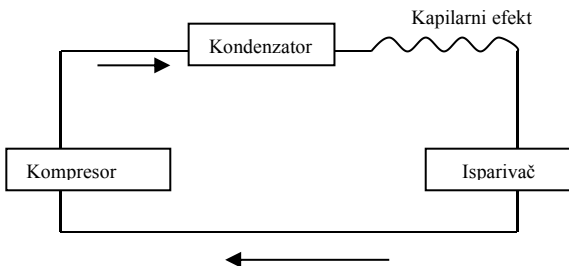 Kapilarni efekt
Kondenzator
Kompresor
Isparivač